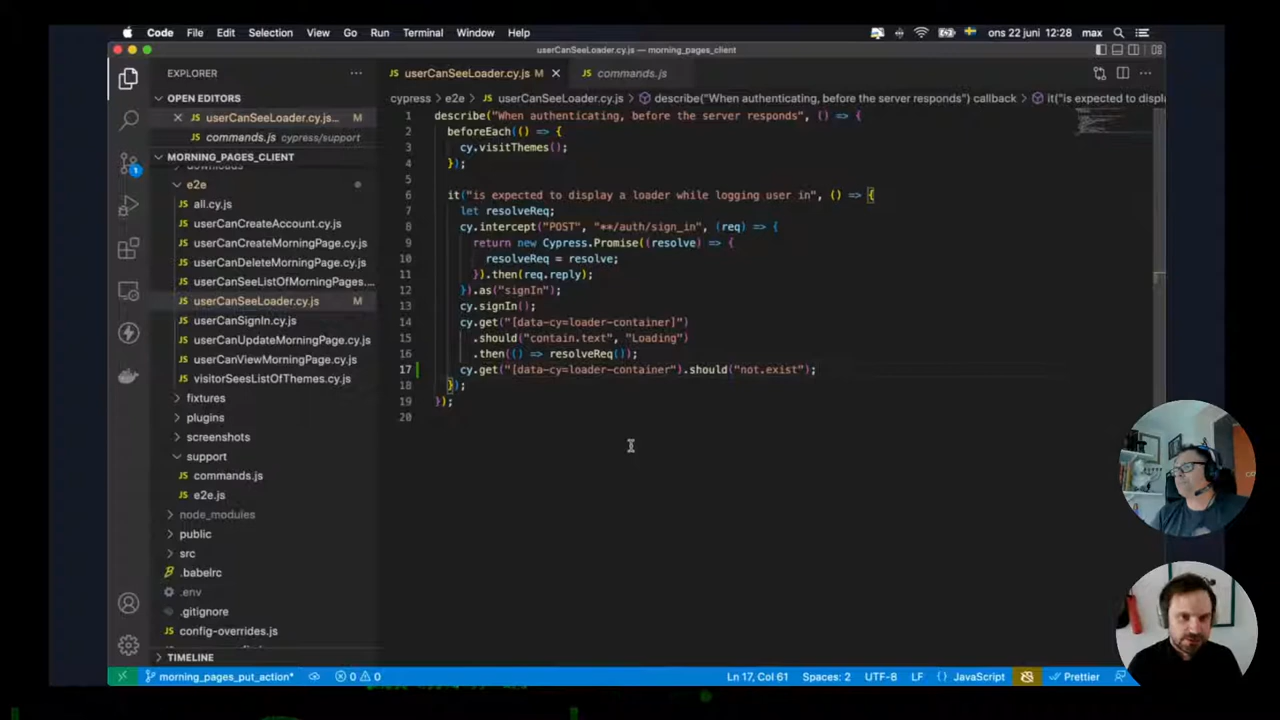 Code File Edit Selection View Go Run Terminal Window Help ons 22 juni 12:28 max
userCanSeeLoader.cy.js — morning_pages_client
EXPLORER
userCanSeeLoader.cy.js M
commands.js
OPEN EDITORS
userCanSeeLoader.cy.js... M
commands.js cypress/support
MORNING_PAGES_CLIENT
downloads
e2e
all.cy.js
userCanCreateAccount.cy.js
userCanCreateMorningPage.cy.js
userCanDeleteMorningPage.cy.js
userCanSeeListOfMorningPages....
userCanSeeLoader.cy.js M
userCanSignIn.cy.js
userCanUpdateMorningPage.cy.js
userCanViewMorningPage.cy.js
visitorSeesListOfThemes.cy.js
fixtures
plugins
screenshots
support
commands.js
e2e.js
node_modules
public
src
.babelrc
.env
.gitignore
config-overrides.js
TIMELINE
cypress > e2e > userCanSeeLoader.cy.js > describe("When authenticating, before the server responds") callback > it("is expected to displa
1 describe("When authenticating, before the server responds", () => {
2 beforeEach(() => {
3 cy.visitThemes();
4 });
5
6 it("is expected to display a loader while logging user in", () => {
7 let resolveReq;
8 cy.intercept("POST", "**/auth/sign_in", (req) => {
9 return new Cypress.Promise((resolve) => {
10 resolveReq = resolve;
11 }).then(req.reply);
12 }).as("signIn");
13 cy.signIn();
14 cy.get("[data-cy=loader-container]")
15 .should("contain.text", "Loading")
16 .then(() => resolveReq());
17 cy.get("[data-cy=loader-container").should("not.exist");
18 });
19 });
20
1
morning_pages_put_action* 0 0 Ln 17, Col 61 Spaces: 2 UTF-8 LF {} JavaScript Prettier